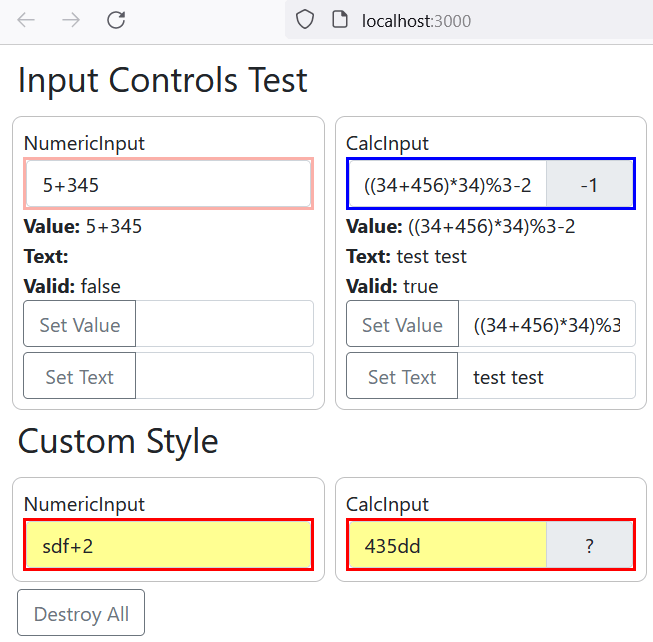 localhost:3000
Input Controls Test
NumericInput
5+345
Value: 5+345
Text:
Valid: false
Set Value
Set Text
CalcInput
((34+456)*34)%3-2 -1
Value: ((34+456)*34)%3-2
Text: test test
Valid: true
Set Value ((34+456)*34)%3
Set Text test test
Custom Style
NumericInput
sdf+2
CalcInput
435dd ?
Destroy All